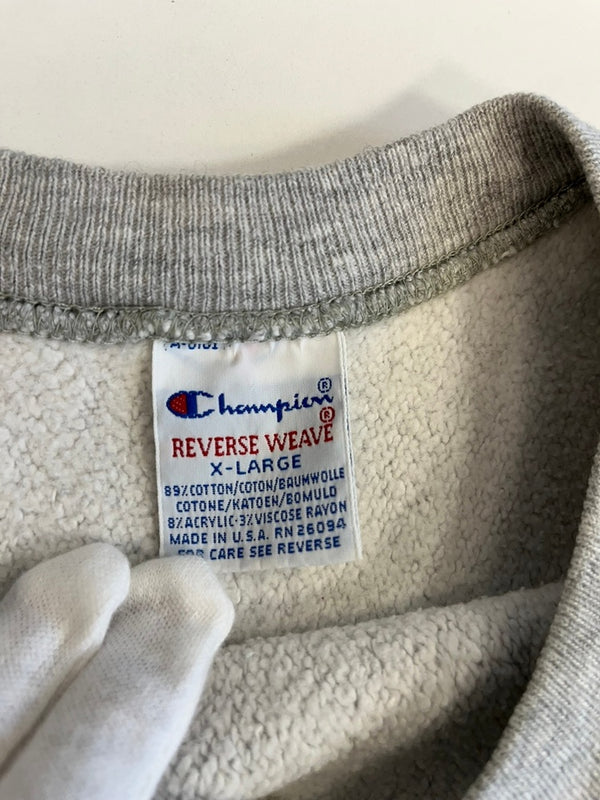 A-0101
Champion®
®
REVERSE WEAVE
X-LARGE
89%COTTON/COTON/BAUMWOLLE
COTONE/KATOEN/BOMULD
8%ACRYLIC·3%VISCOSE RAYON
MADE IN U.S.A. RN 26094
FOR CARE SEE REVERSE